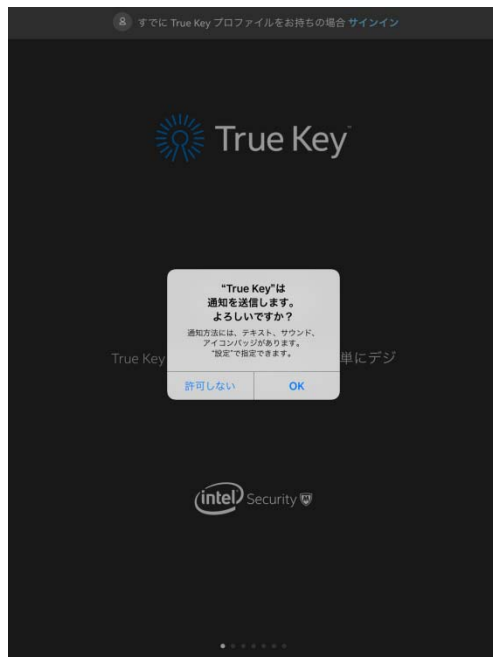 すでに True Key プロファイルをお持ちの場合 サインイン
True Key™
"True Key"は
通知を送信します。
よろしいですか？
通知方法には、テキスト、サウンド、
アイコンバッジがあります。
"設定"で指定できます。
True Key 単にデジ
許可しない OK
intel Security